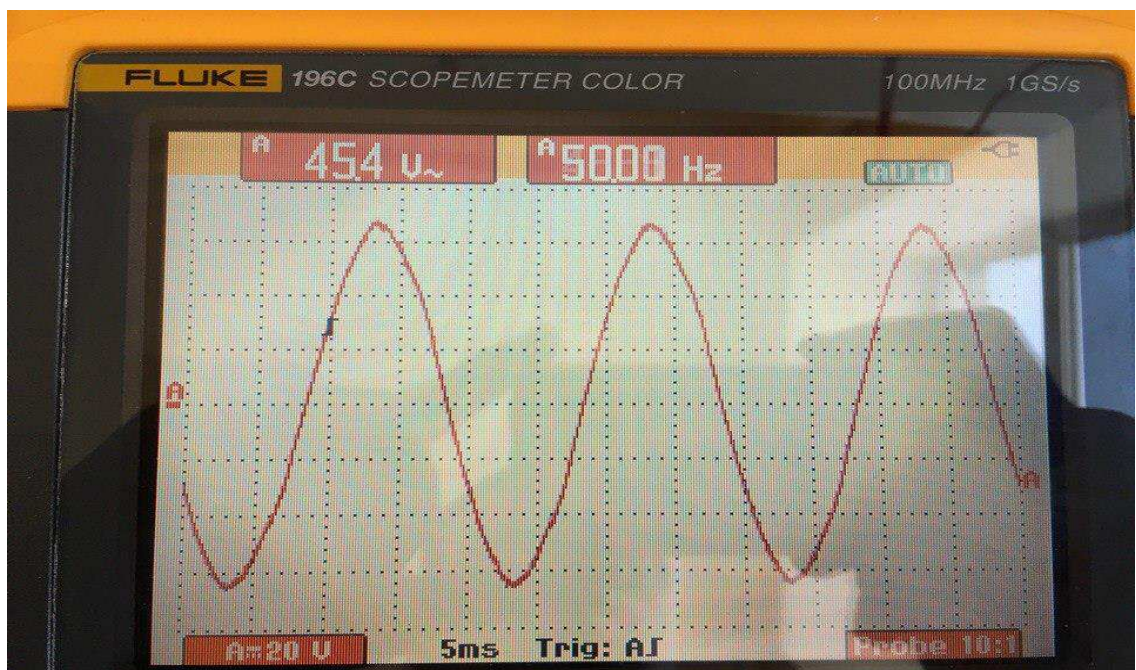 FLUKE 196C SCOPEMETER COLOR 100MHz 1GS/s
A 45.4 V~ A 50.00 Hz AUTO
A
A
A⎓20 V 5ms Trig: A∫ Probe 10:1